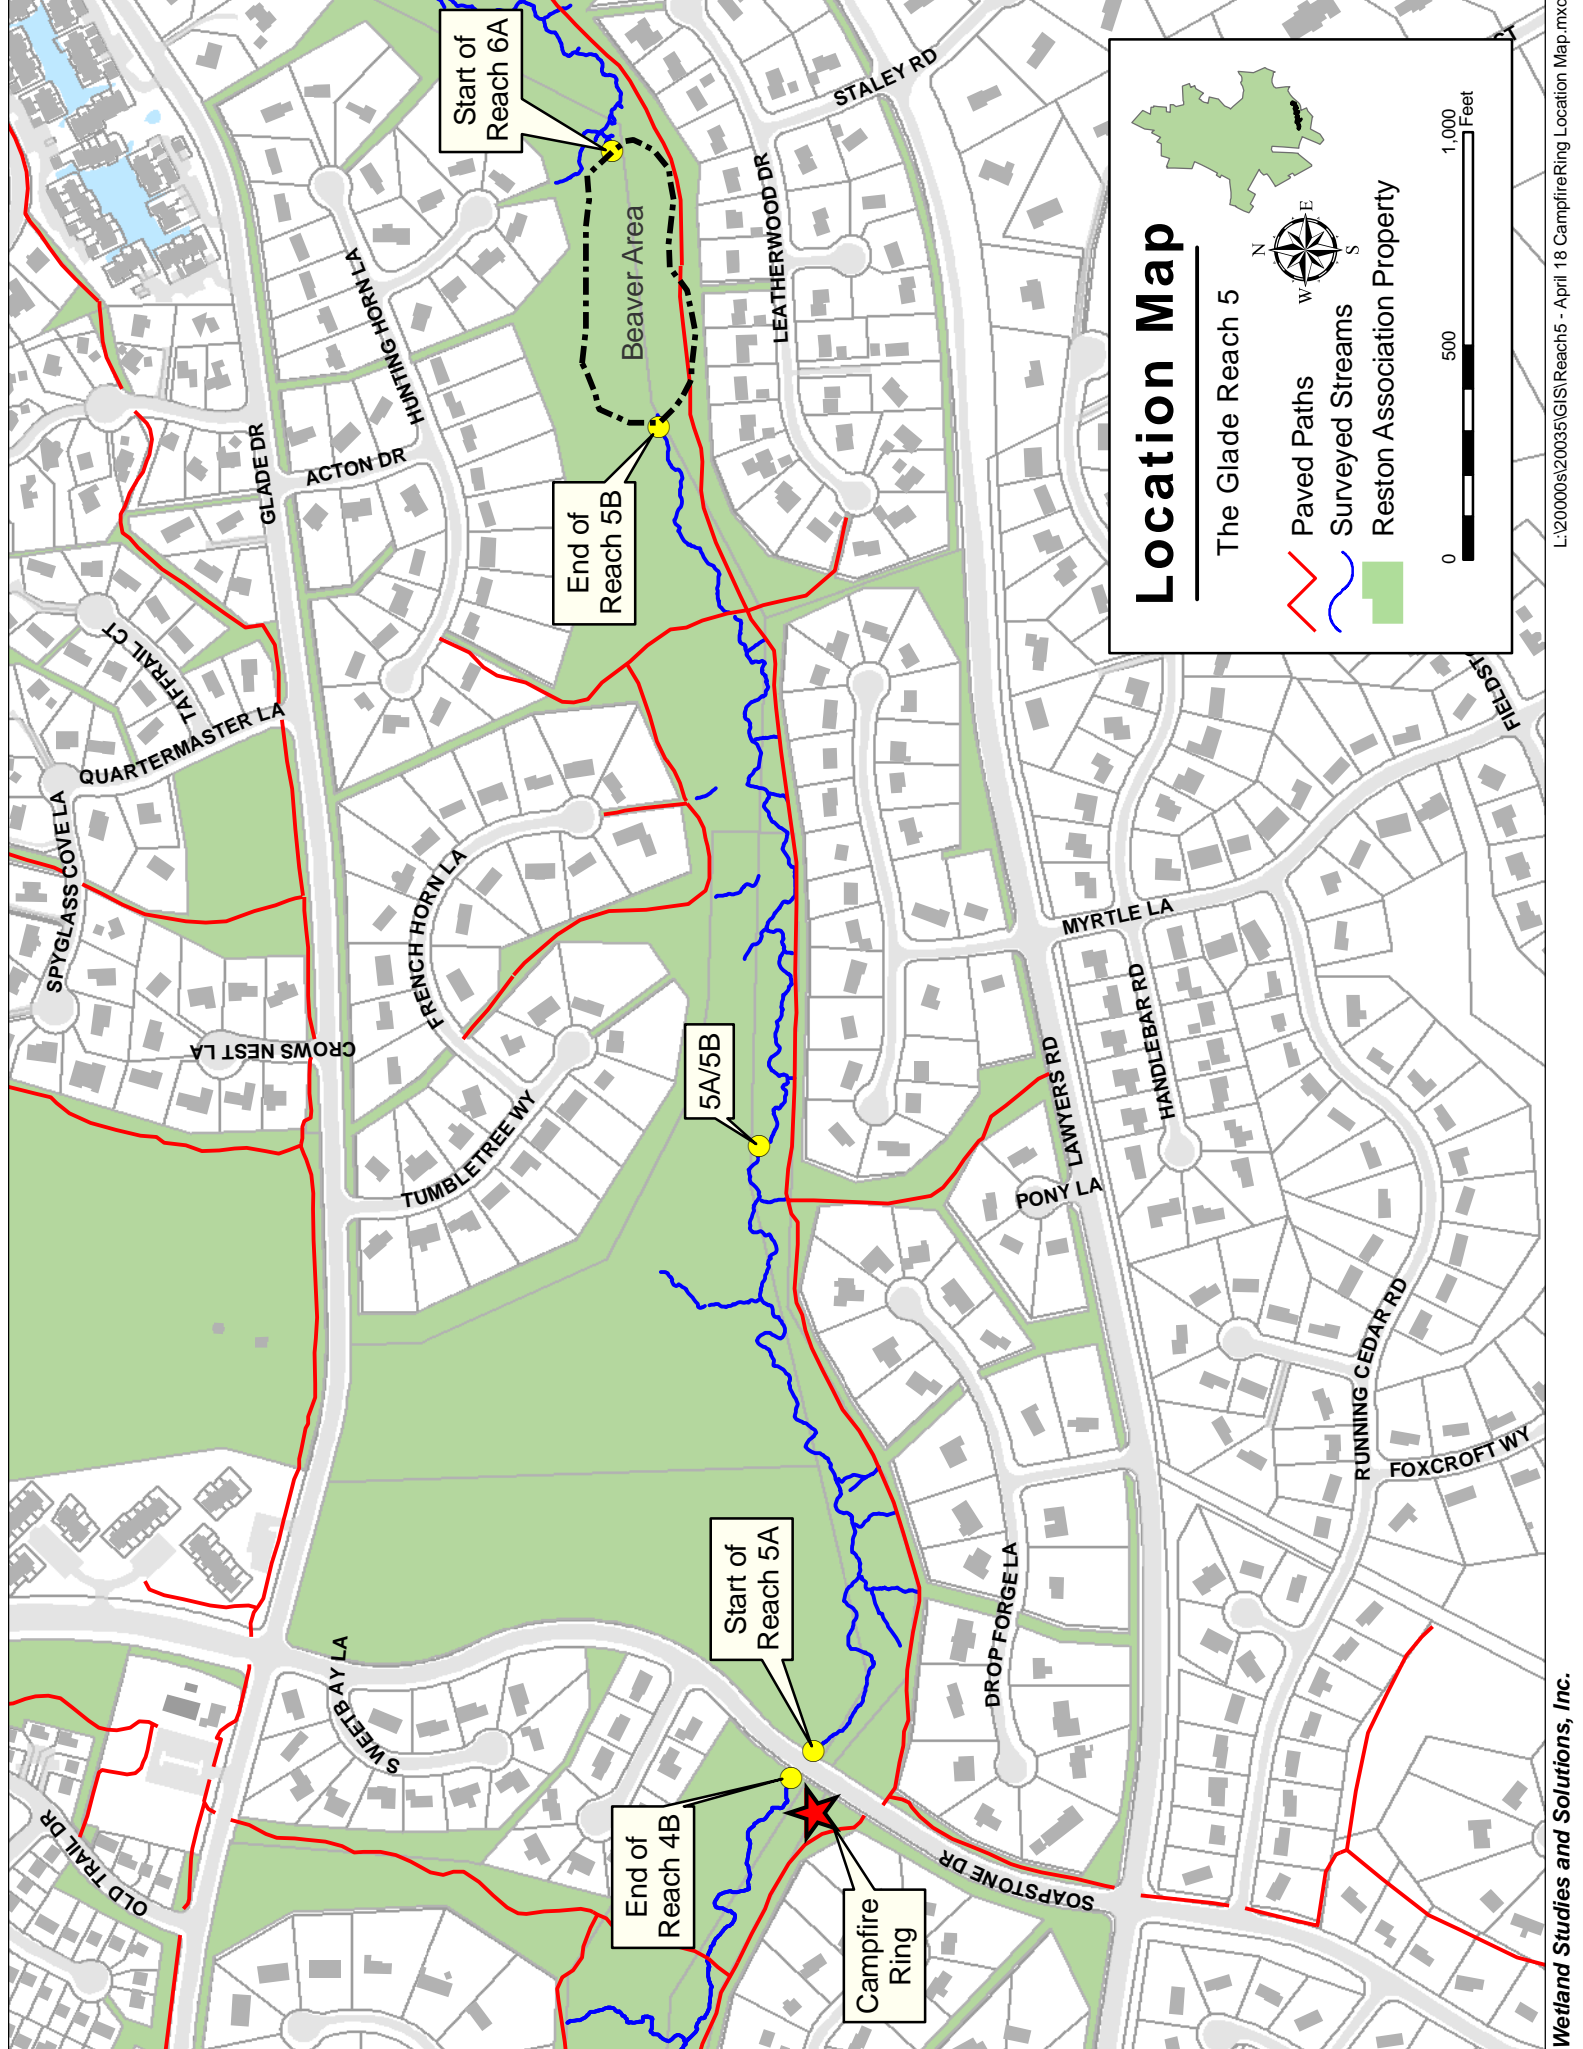 Start of
Reach 6A
Beaver Area
End of
Reach 5B
5A/5B
Start of
Reach 5A
End of
Reach 4B
Campfire
Ring
STALEY RD
LEATHERWOOD DR
HUNTING HORN LA
ACTON DR
GLADE DR
TAFFRAIL CT
QUARTERMASTER LA
SPYGLASS COVE LA
CROWS NEST LA
FRENCH HORN LA
TUMBLETREE WY
MYRTLE LA
HANDLEBAR RD
LAWYERS RD
PONY LA
RUNNING CEDAR RD
FOXCROFT WY
DROP FORGE LA
SWEETBAY LA
OLD TRAIL DR
SOAPSTONE DR
FIELDST
CT
Location Map
The Glade Reach 5
N
W
E
S
Paved Paths
Surveyed Streams
Reston Association Property
0
500
1,000
Feet
Wetland Studies and Solutions, Inc.
L:\20000s\20035\GIS\Reach5 - April 18 CampfireRing Location Map.mxd